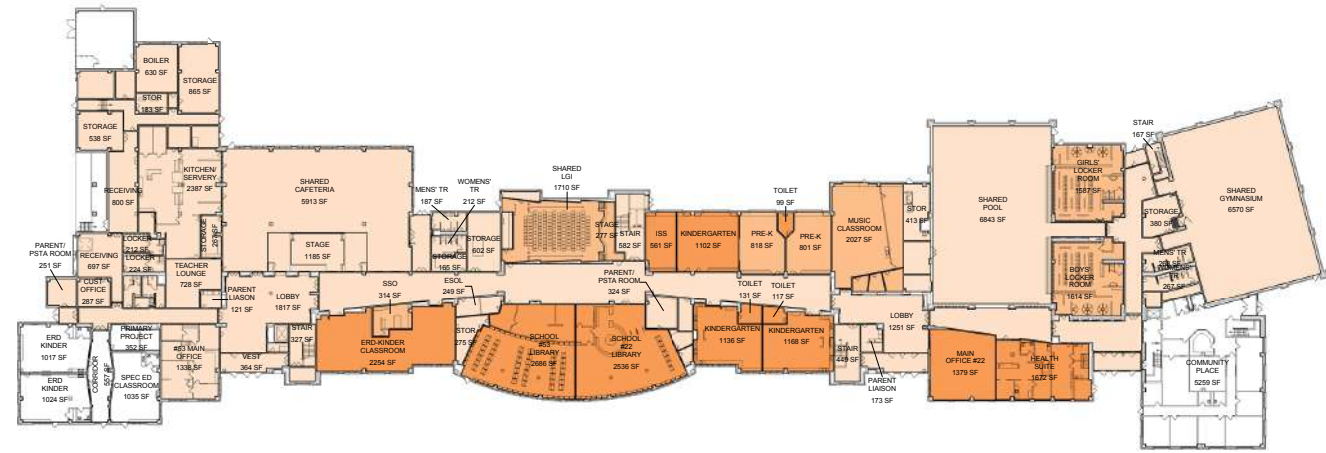 BOILER
630 SF
STORAGE
865 SF
STOR
183 SF
STORAGE
538 SF
KITCHEN/
SERVERY
2387 SF
RECEIVING
800 SF
STORAGE
267 SF
PARENT/
PSTA ROOM
251 SF
RECEIVING
697 SF
LOCKER
212 SF
LOCKER
224 SF
CUST
OFFICE
287 SF
TEACHER
LOUNGE
728 SF
PARENT
LIASON
121 SF
LOBBY
1817 SF
SHARED
CAFETERIA
5913 SF
STAGE
1185 SF
MENS' TR
187 SF
WOMENS'
TR
212 SF
STORAGE
165 SF
STORAGE
602 SF
SHARED
LGI
1710 SF
STAGE
277 SF
STAIR
582 SF
ISS
561 SF
KINDERGARTEN
1102 SF
PRE-K
818 SF
TOILET
99 SF
PRE-K
801 SF
MUSIC
CLASSROOM
2027 SF
STOR
413 SF
SHARED
POOL
6843 SF
GIRLS'
LOCKER
ROOM
1587 SF
BOYS'
LOCKER
ROOM
1614 SF
STAIR
167 SF
STORAGE
380 SF
SHARED
GYMNASIUM
6570 SF
MENS' TR
WOMENS'
TR
267 SF
ERD
KINDER
1017 SF
ERD
KINDER
1024 SF
CORRIDOR
557 SF
PRIMARY
PROJECT
352 SF
SPEC ED
CLASSROOM
1035 SF
#53 MAIN
OFFICE
1338 SF
VEST
364 SF
STAIR
327 SF
SSO
314 SF
ERD-KINDER
CLASSROOM
2254 SF
ESOL
249 SF
STOR
275 SF
SCHOOL
#53
LIBRARY
2686 SF
SCHOOL
#22
LIBRARY
2536 SF
PARENT/
PSTA ROOM
324 SF
TOILET
131 SF
TOILET
117 SF
KINDERGARTEN
1136 SF
KINDERGARTEN
1168 SF
STAIR
449 SF
LOBBY
1251 SF
PARENT
LIAISON
173 SF
MAIN
OFFICE #22
1379 SF
HEALTH
SUITE
1672 SF
COMMUNITY
PLACE
5259 SF